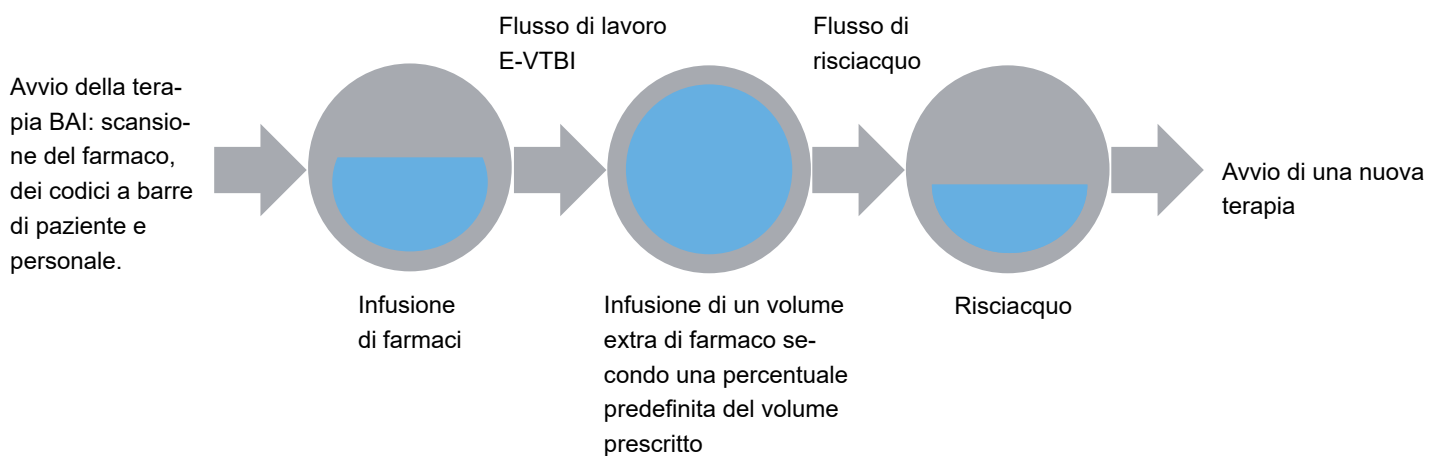 Avvio della tera-
pia BAI: scansio-
ne del farmaco,
dei codici a barre
di paziente e
personale.
Flusso di lavoro
E-VTBI
Flusso di
risciacquo
Infusione
di farmaci
Infusione di un volume
extra di farmaco se-
condo una percentuale
predefinita del volume
prescritto
Risciacquo
Avvio di una nuova
terapia